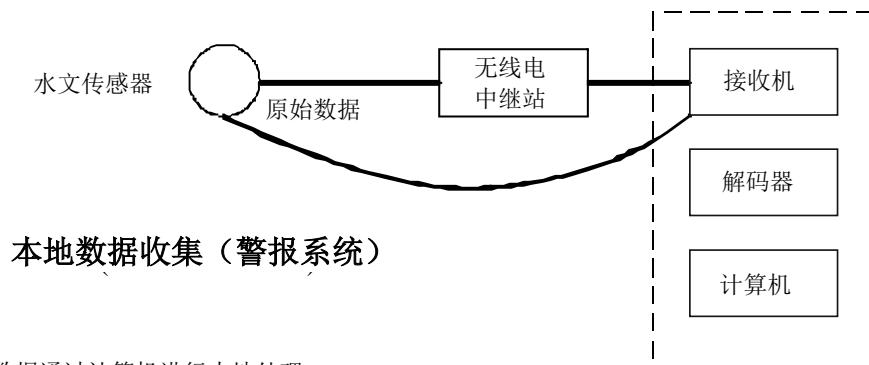 水文传感器
原始数据
无线电
中继站
接收机
解码器
本地数据收集（警报系统）
计算机